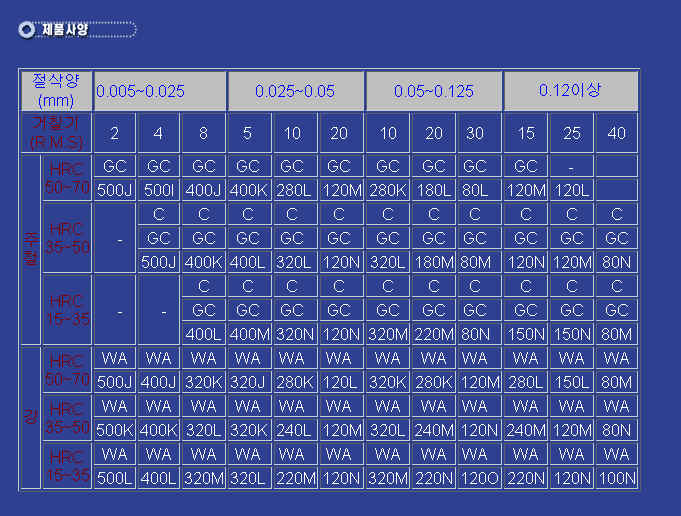 제품사양
절삭양 (mm) 0.005~0.025 0.025~0.05 0.05~0.125 0.12이상
거칠기 (R.M.S) 2 4 8 5 10 20 10 20 30 15 25 40
주철
HRC 50~70 GC GC GC GC GC GC GC GC GC GC -
500J 500I 400J 400K 280L 120M 280K 180L 80L 120M 120L
HRC 35~50 - C C C C C C C C C C C
GC GC GC GC GC GC GC GC GC GC GC
500J 400K 400L 320L 120N 320L 180M 80M 120N 120M 80N
HRC 15~35 - - C C C C C C C C C C
GC GC GC GC GC GC GC GC GC GC
400L 400M 320N 120N 320M 220M 80N 150N 150N 80M
강
HRC 50~70 WA WA WA WA WA WA WA WA WA WA WA WA
500J 400J 320K 320J 280K 120L 320K 280K 120M 280L 150L 80M
HRC 35~50 WA WA WA WA WA WA WA WA WA WA WA WA
500K 400K 320L 320K 240L 120M 320L 240M 120N 240M 120M 80N
HRC 15~35 WA WA WA WA WA WA WA WA WA WA WA WA
500L 400L 320M 320L 220M 120N 320M 220N 120O 220N 120N 100N